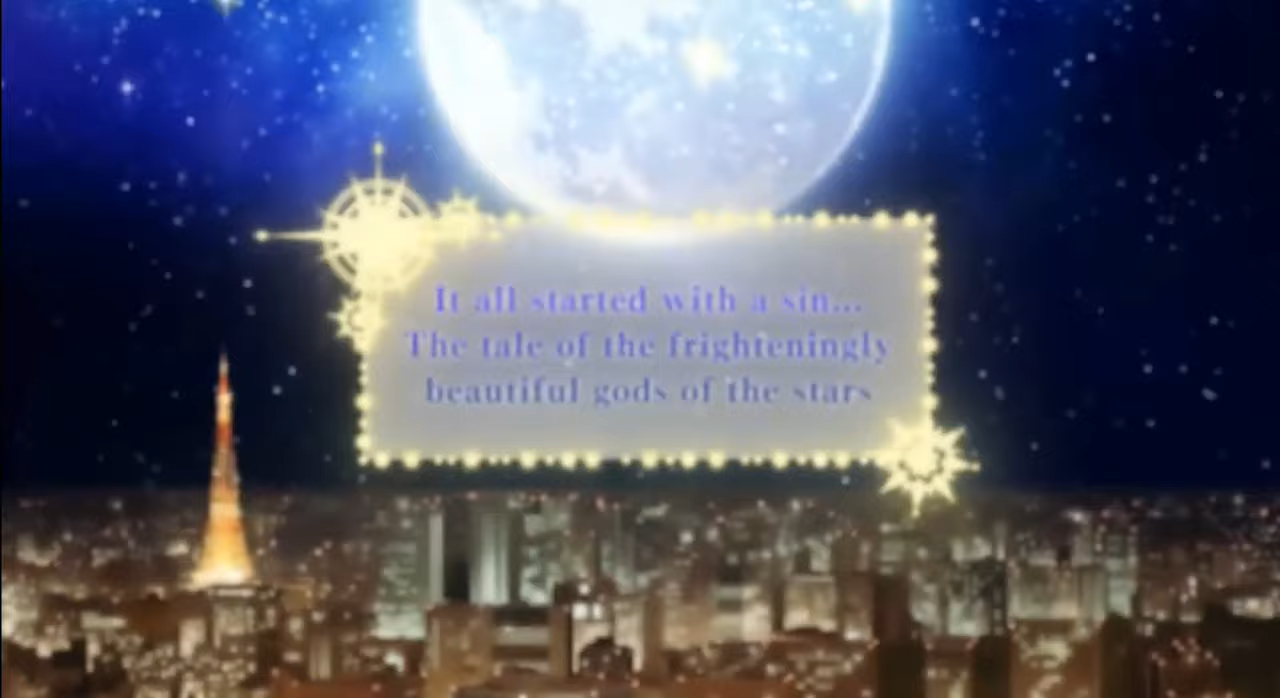 It all started with a sin...
The tale of the frighteningly
beautiful gods of the stars